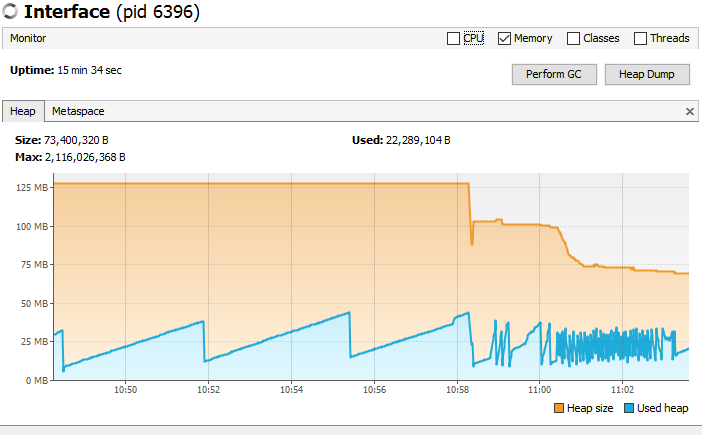 Interface (pid 6396)
Monitor
CPU Memory Classes Threads
Uptime: 15 min 34 sec
Perform GC Heap Dump
Heap Metaspace
Size: 73,400,320 B Used: 22,289,104 B
Max: 2,116,026,368 B
125 MB
100 MB
75 MB
50 MB
25 MB
0 MB
10:50 10:52 10:54 10:56 10:58 11:00 11:02
Heap size Used heap